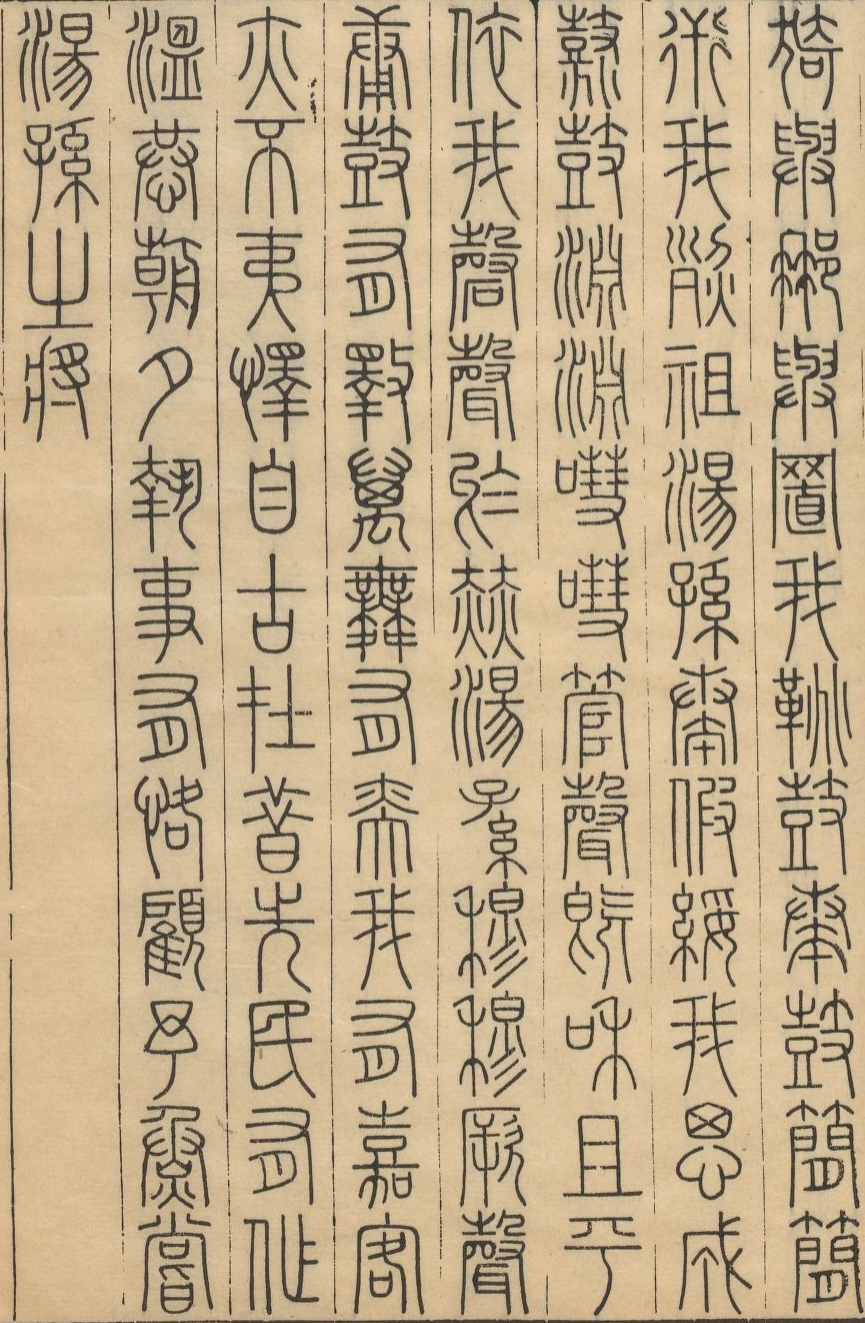 猗與那與置我鞉鼓奏鼓簡簡
衎我烈祖湯孫奏假綏我思成
鼗鼓淵淵嘒嘒管聲既和且平
依我磬聲於赫湯孫穆穆厥聲
庸鼓有斁萬舞有奕我有嘉客
亦不夷懌自古在昔先民有作
溫恭朝夕執事有恪顧予烝嘗
湯孫之將